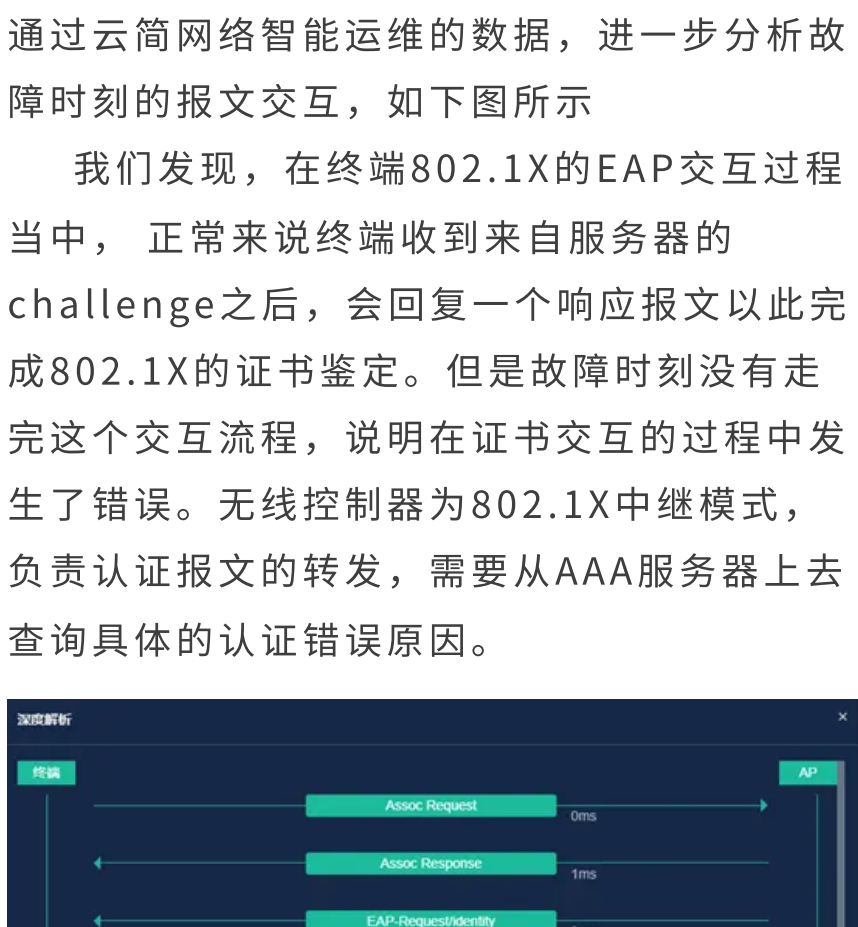 通过云简网络智能运维的数据，进一步分析故
障时刻的报文交互，如下图所示
我们发现，在终端802.1X的EAP交互过程
当中， 正常来说终端收到来自服务器的
challenge之后，会回复一个响应报文以此完
成802.1X的证书鉴定。但是故障时刻没有走
完这个交互流程，说明在证书交互的过程中发
生了错误。无线控制器为802.1X中继模式，
负责认证报文的转发，需要从AAA服务器上去
查询具体的认证错误原因。
深度解析 ×
终端 AP
Assoc Request
0ms
Assoc Response
1ms
EAP-Request/identity